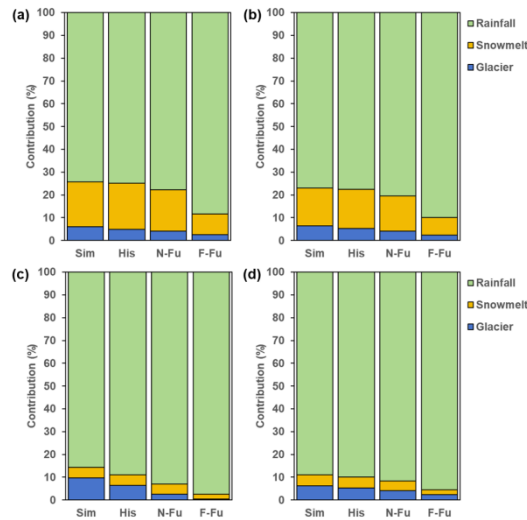 (a)
Contribution (%)
100
90
80
70
60
50
40
30
20
10
0
Sim His N-Fu F-Fu
(b)
Contribution (%)
100
90
80
70
60
50
40
30
20
10
0
Sim His N-Fu F-Fu
Rainfall
Snowmelt
Glacier
(c)
Contribution (%)
100
90
80
70
60
50
40
30
20
10
0
Sim His N-Fu F-Fu
(d)
Contribution (%)
100
90
80
70
60
50
40
30
20
10
0
Sim His N-Fu F-Fu
Rainfall
Snowmelt
Glacier